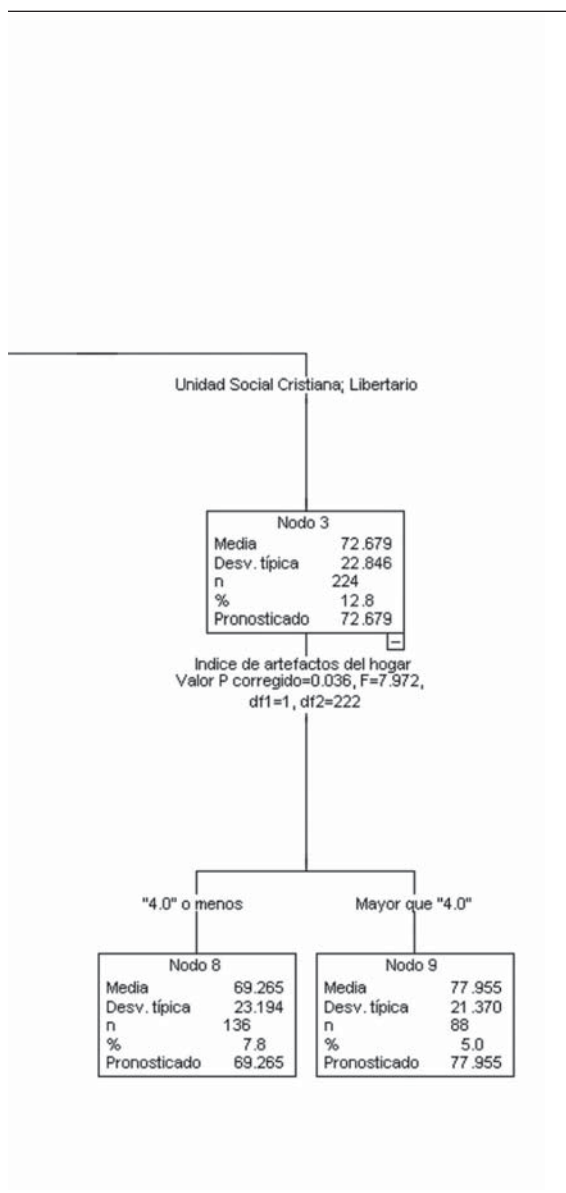 Unidad Social Cristiana; Libertario
Nodo 3
Media 72.679
Desv. típica 22.846
n 224
% 12.8
Pronosticado 72.679
Indice de artefactos del hogar
Valor P corregido=0.036, F=7.972,
df1=1, df2=222
"4.0" o menos
Mayor que "4.0"
Nodo 8
Media 69.265
Desv. típica 23.194
n 136
% 7.8
Pronosticado 69.265
Nodo 9
Media 77.955
Desv. típica 21.370
n 88
% 5.0
Pronosticado 77.955